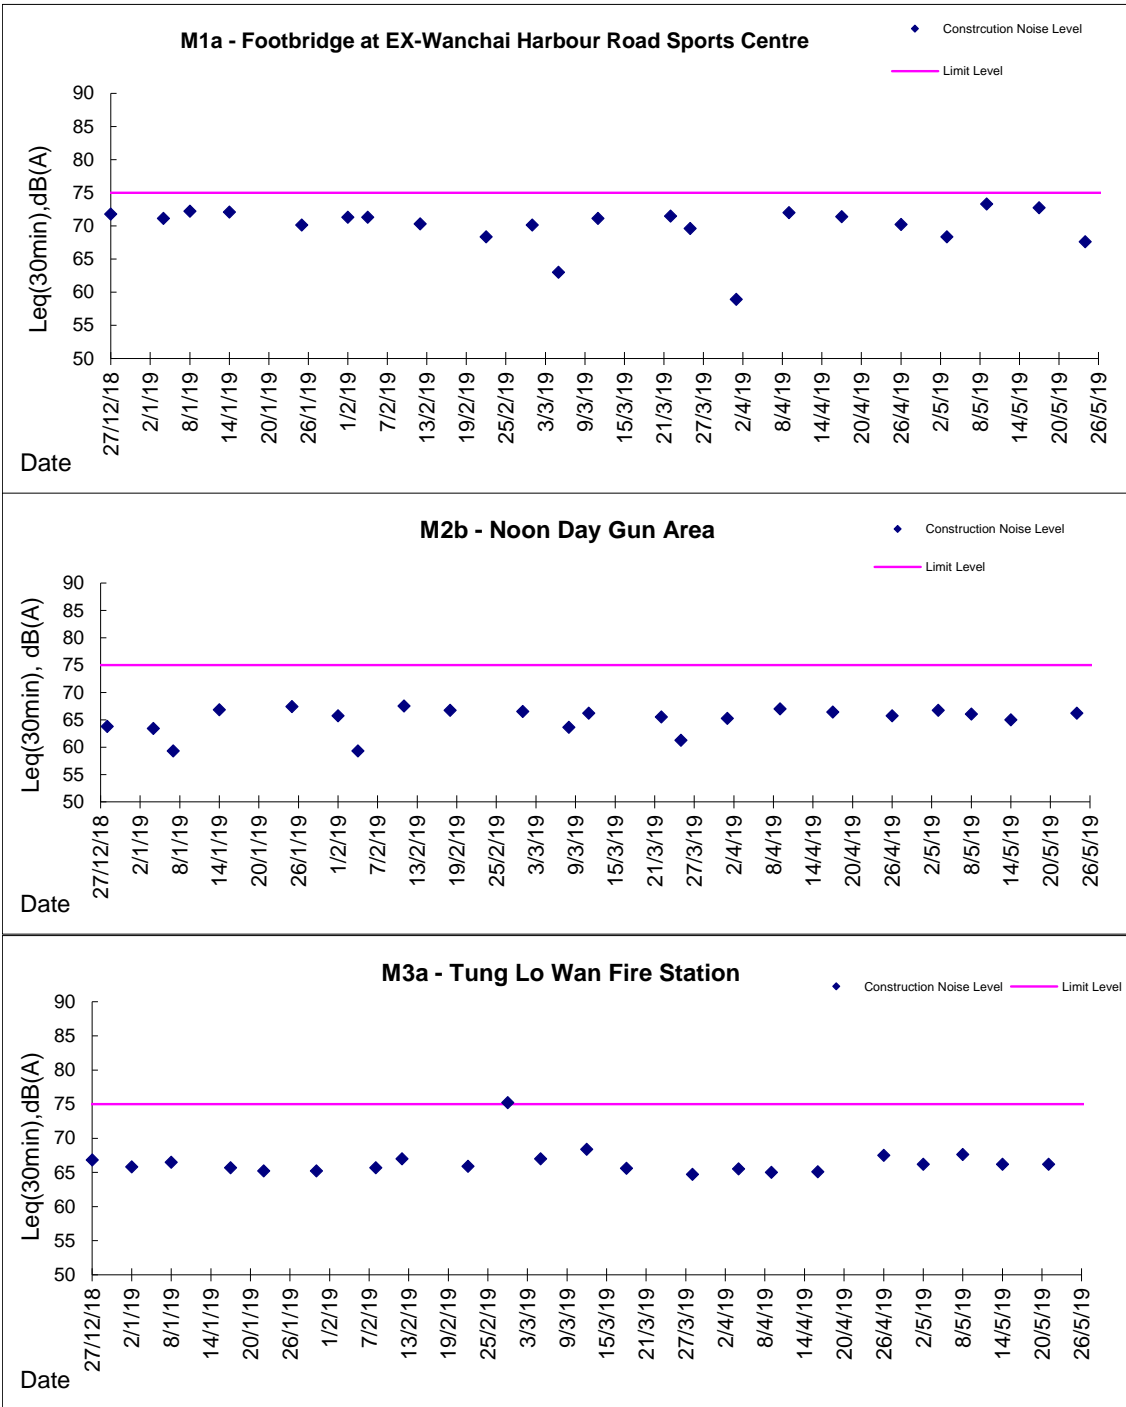 M1a - Footbridge at EX-Wanchai Harbour Road Sports Centre
Constrcution Noise Level
Limit Level
Leq(30min),dB(A)
90
85
80
75
70
65
60
55
50
27/12/18 2/1/19 8/1/19 14/1/19 20/1/19 26/1/19 1/2/19 7/2/19 13/2/19 19/2/19 25/2/19 3/3/19 9/3/19 15/3/19 21/3/19 27/3/19 2/4/19 8/4/19 14/4/19 20/4/19 26/4/19 2/5/19 8/5/19 14/5/19 20/5/19 26/5/19
Date
M2b - Noon Day Gun Area
Construction Noise Level
Limit Level
Leq(30min), dB(A)
90
85
80
75
70
65
60
55
50
27/12/18 2/1/19 8/1/19 14/1/19 20/1/19 26/1/19 1/2/19 7/2/19 13/2/19 19/2/19 25/2/19 3/3/19 9/3/19 15/3/19 21/3/19 27/3/19 2/4/19 8/4/19 14/4/19 20/4/19 26/4/19 2/5/19 8/5/19 14/5/19 20/5/19 26/5/19
Date
M3a - Tung Lo Wan Fire Station
Construction Noise Level Limit Level
Leq(30min),dB(A)
90
85
80
75
70
65
60
55
50
27/12/18 2/1/19 8/1/19 14/1/19 20/1/19 26/1/19 1/2/19 7/2/19 13/2/19 19/2/19 25/2/19 3/3/19 9/3/19 15/3/19 21/3/19 27/3/19 2/4/19 8/4/19 14/4/19 20/4/19 26/4/19 2/5/19 8/5/19 14/5/19 20/5/19 26/5/19
Date